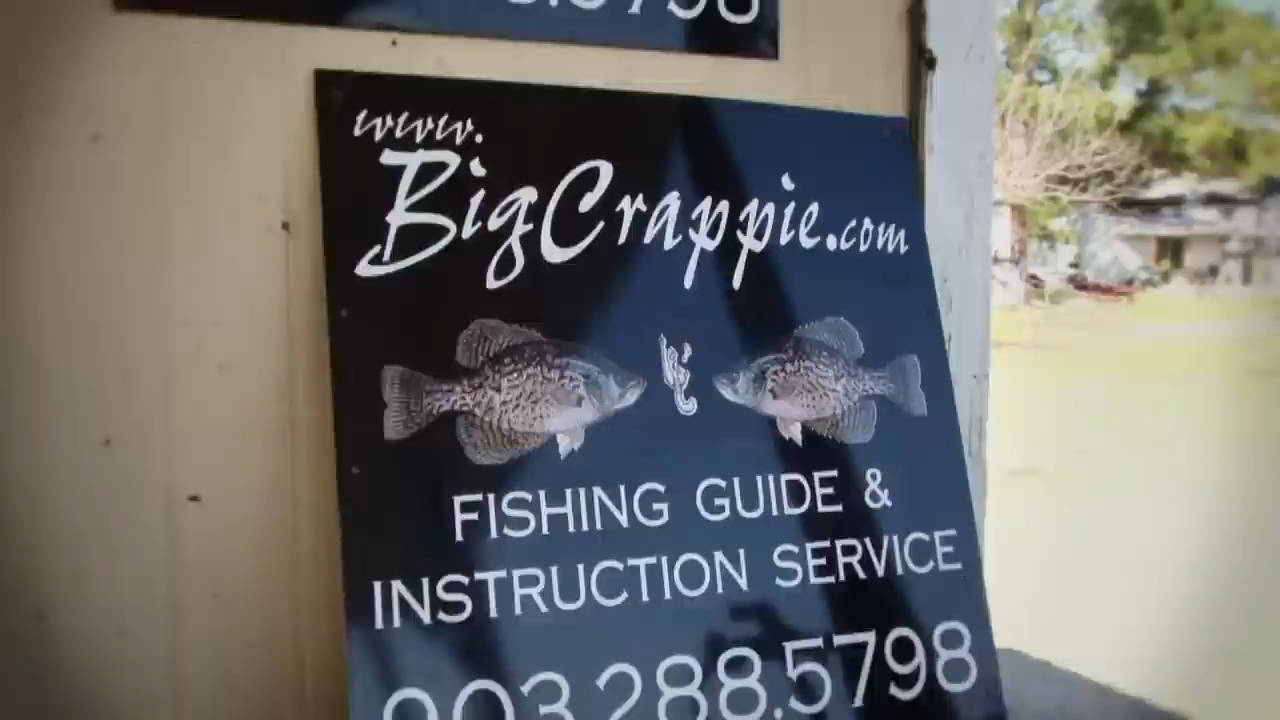 www.
BigCrappie.com
FISHING GUIDE &
INSTRUCTION SERVICE
903.288.5798